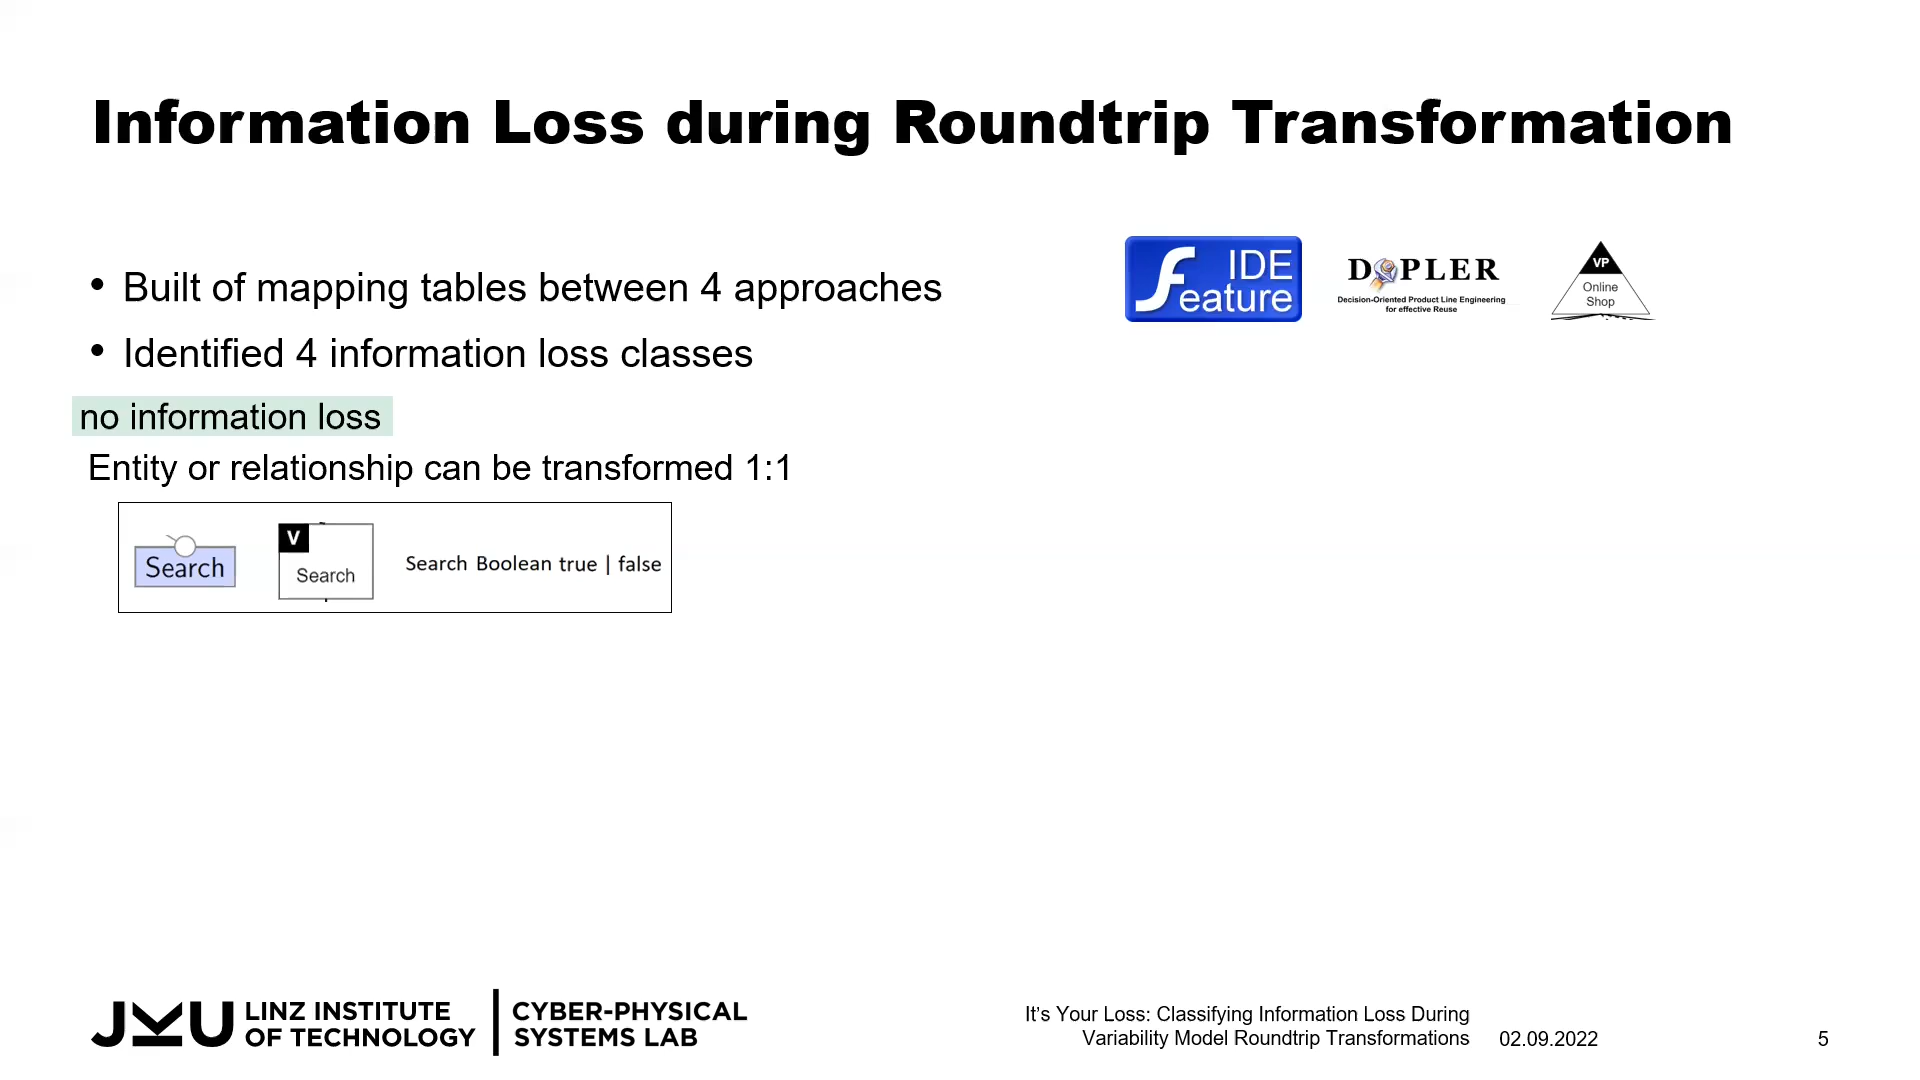 Information Loss during Roundtrip Transformation
• Built of mapping tables between 4 approaches
• Identified 4 information loss classes
no information loss
Entity or relationship can be transformed 1:1
Search
V
Search
Search Boolean true | false
f IDE
eature
DOPLER
Decision-Oriented Product Line Engineering
for effective Reuse
VP
Online
Shop
JKU LINZ INSTITUTE
OF TECHNOLOGY
CYBER-PHYSICAL
SYSTEMS LAB
It's Your Loss: Classifying Information Loss During
Variability Model Roundtrip Transformations
02.09.2022
5